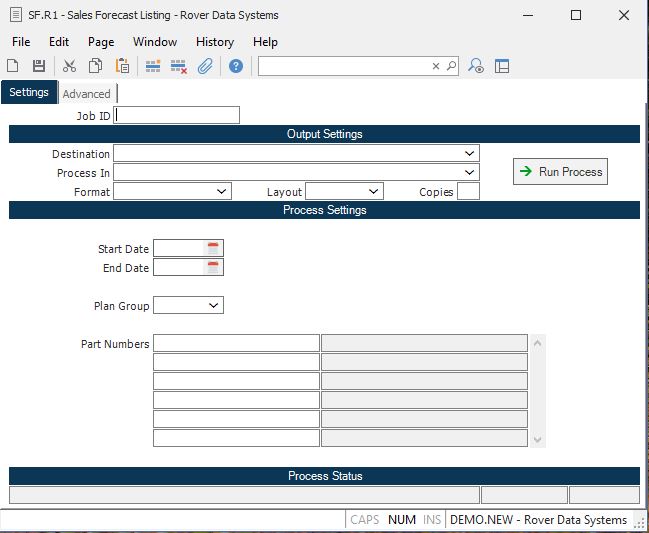 SF.R1 - Sales Forecast Listing - Rover Data Systems
File Edit Page Window History Help
Settings Advanced
Job ID
Output Settings
Destination
Process In
Run Process
Format Layout Copies
Process Settings
Start Date
End Date
Plan Group
Part Numbers
Process Status
CAPS NUM INS DEMO.NEW - Rover Data Systems